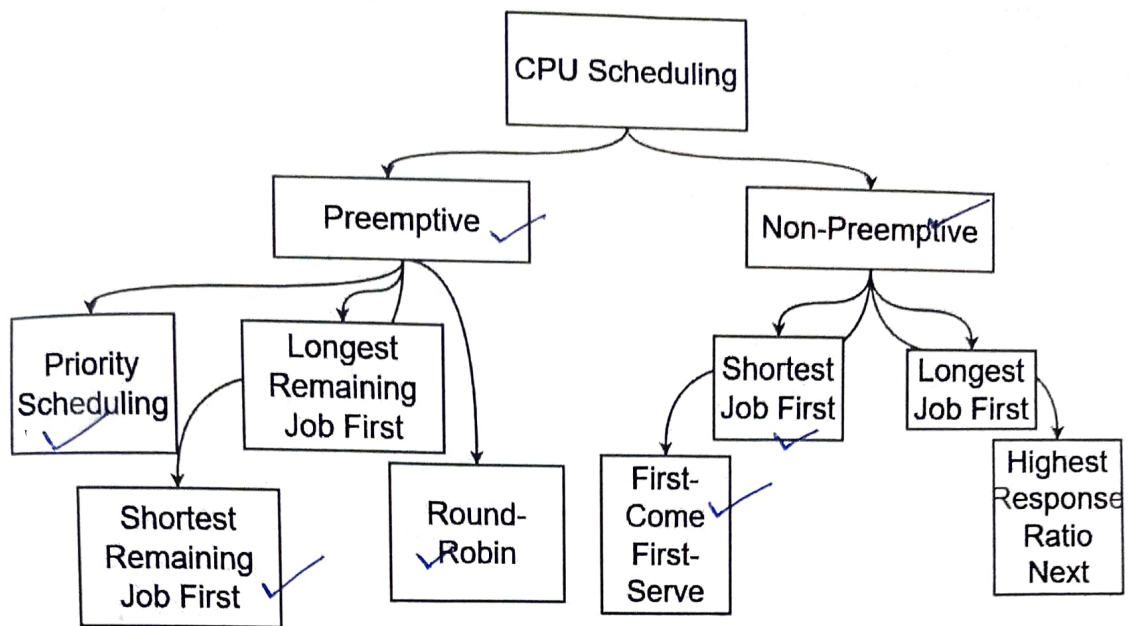 CPU Scheduling
Preemptive
Non-Preemptive
Priority
Scheduling
Longest
Remaining
Job First
Shortest
Job First
Longest
Job First
Shortest
Remaining
Job First
Round-
Robin
First-
Come
First-
Serve
Highest
Response
Ratio
Next